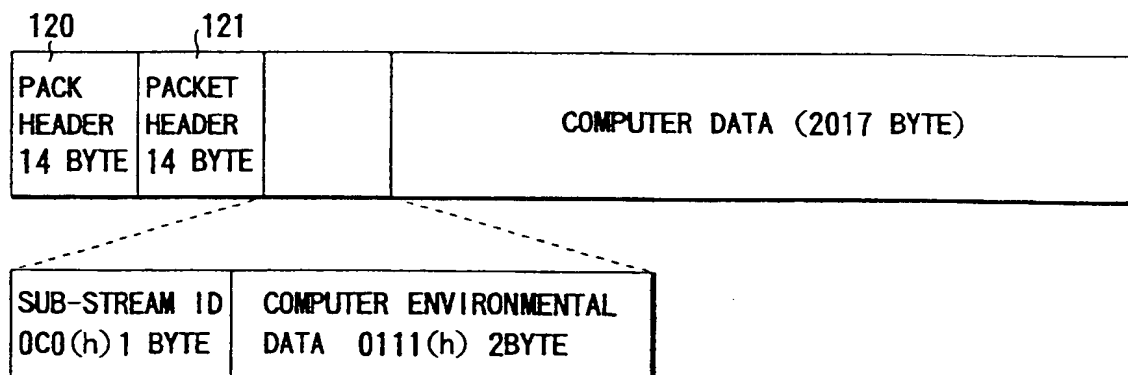 120
121
PACK
HEADER
14 BYTE
PACKET
HEADER
14 BYTE
COMPUTER DATA (2017 BYTE)
SUB-STREAM ID
0C0(h) 1 BYTE
COMPUTER ENVIRONMENTAL
DATA 0111(h) 2BYTE